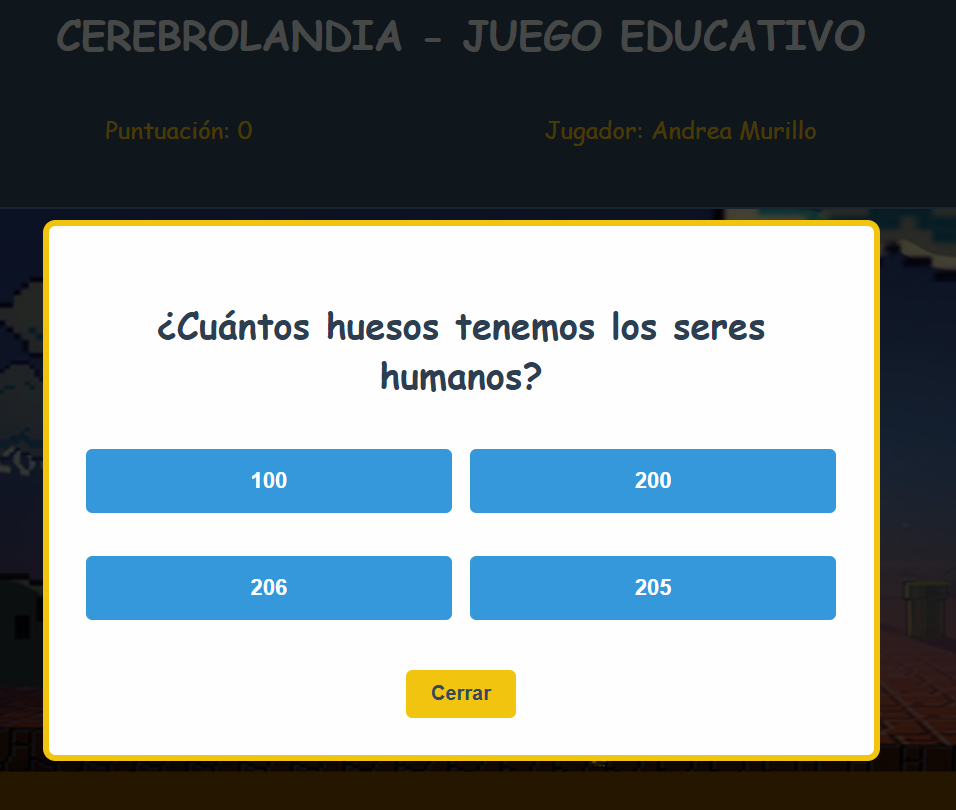 CEREBROLANDIA - JUEGO EDUCATIVO
Puntuación: 0
Jugador: Andrea Murillo
¿Cuántos huesos tenemos los seres
humanos?
100
200
206
205
Cerrar